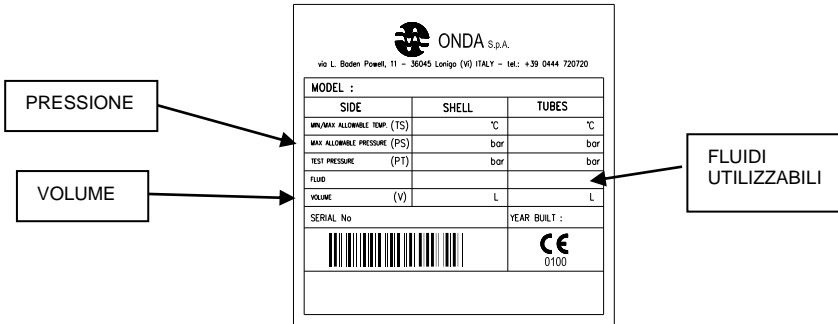 ONDA S.p.A.
via L. Baden Powell, 11 - 36045 Lonigo (Vi) ITALY - tel.: +39 0444 720720
MODEL :
SIDE SHELL TUBES
MIN/MAX ALLOWABLE TEMP. (TS) °C °C
MAX ALLOWABLE PRESSURE (PS) bar bar
TEST PRESSURE (PT) bar bar
FLUID
VOLUME (V) L L
SERIAL No YEAR BUILT :
CE
0100
PRESSIONE
VOLUME
FLUIDI
UTILIZZABILI